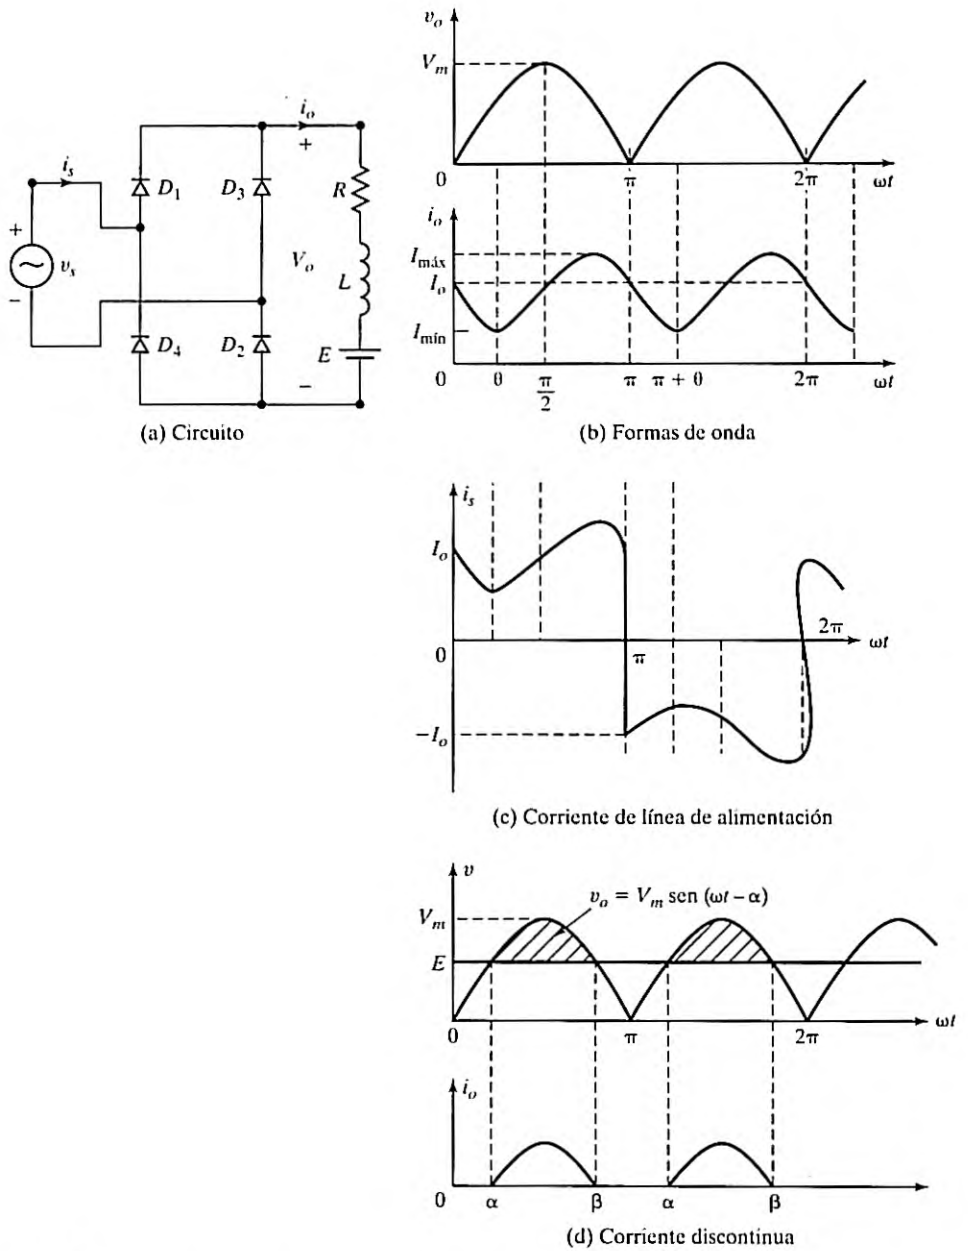 i_o
+
i_s
D_1
D_3
R
+
v_s
−
V_o
L
D_4
D_2
E
−
(a) Circuito
v_o
V_m
0
π
2π
ωt
i_o
I_máx
I_o
I_mín
0
θ
π/2
π
π + θ
2π
ωt
(b) Formas de onda
i_s
I_o
2π
0
π
ωt
−I_o
(c) Corriente de línea de alimentación
v
v_o = V_m sen (ωt − α)
V_m
E
0
π
2π
ωt
i_o
0
α
β
α
β
(d) Corriente discontinua